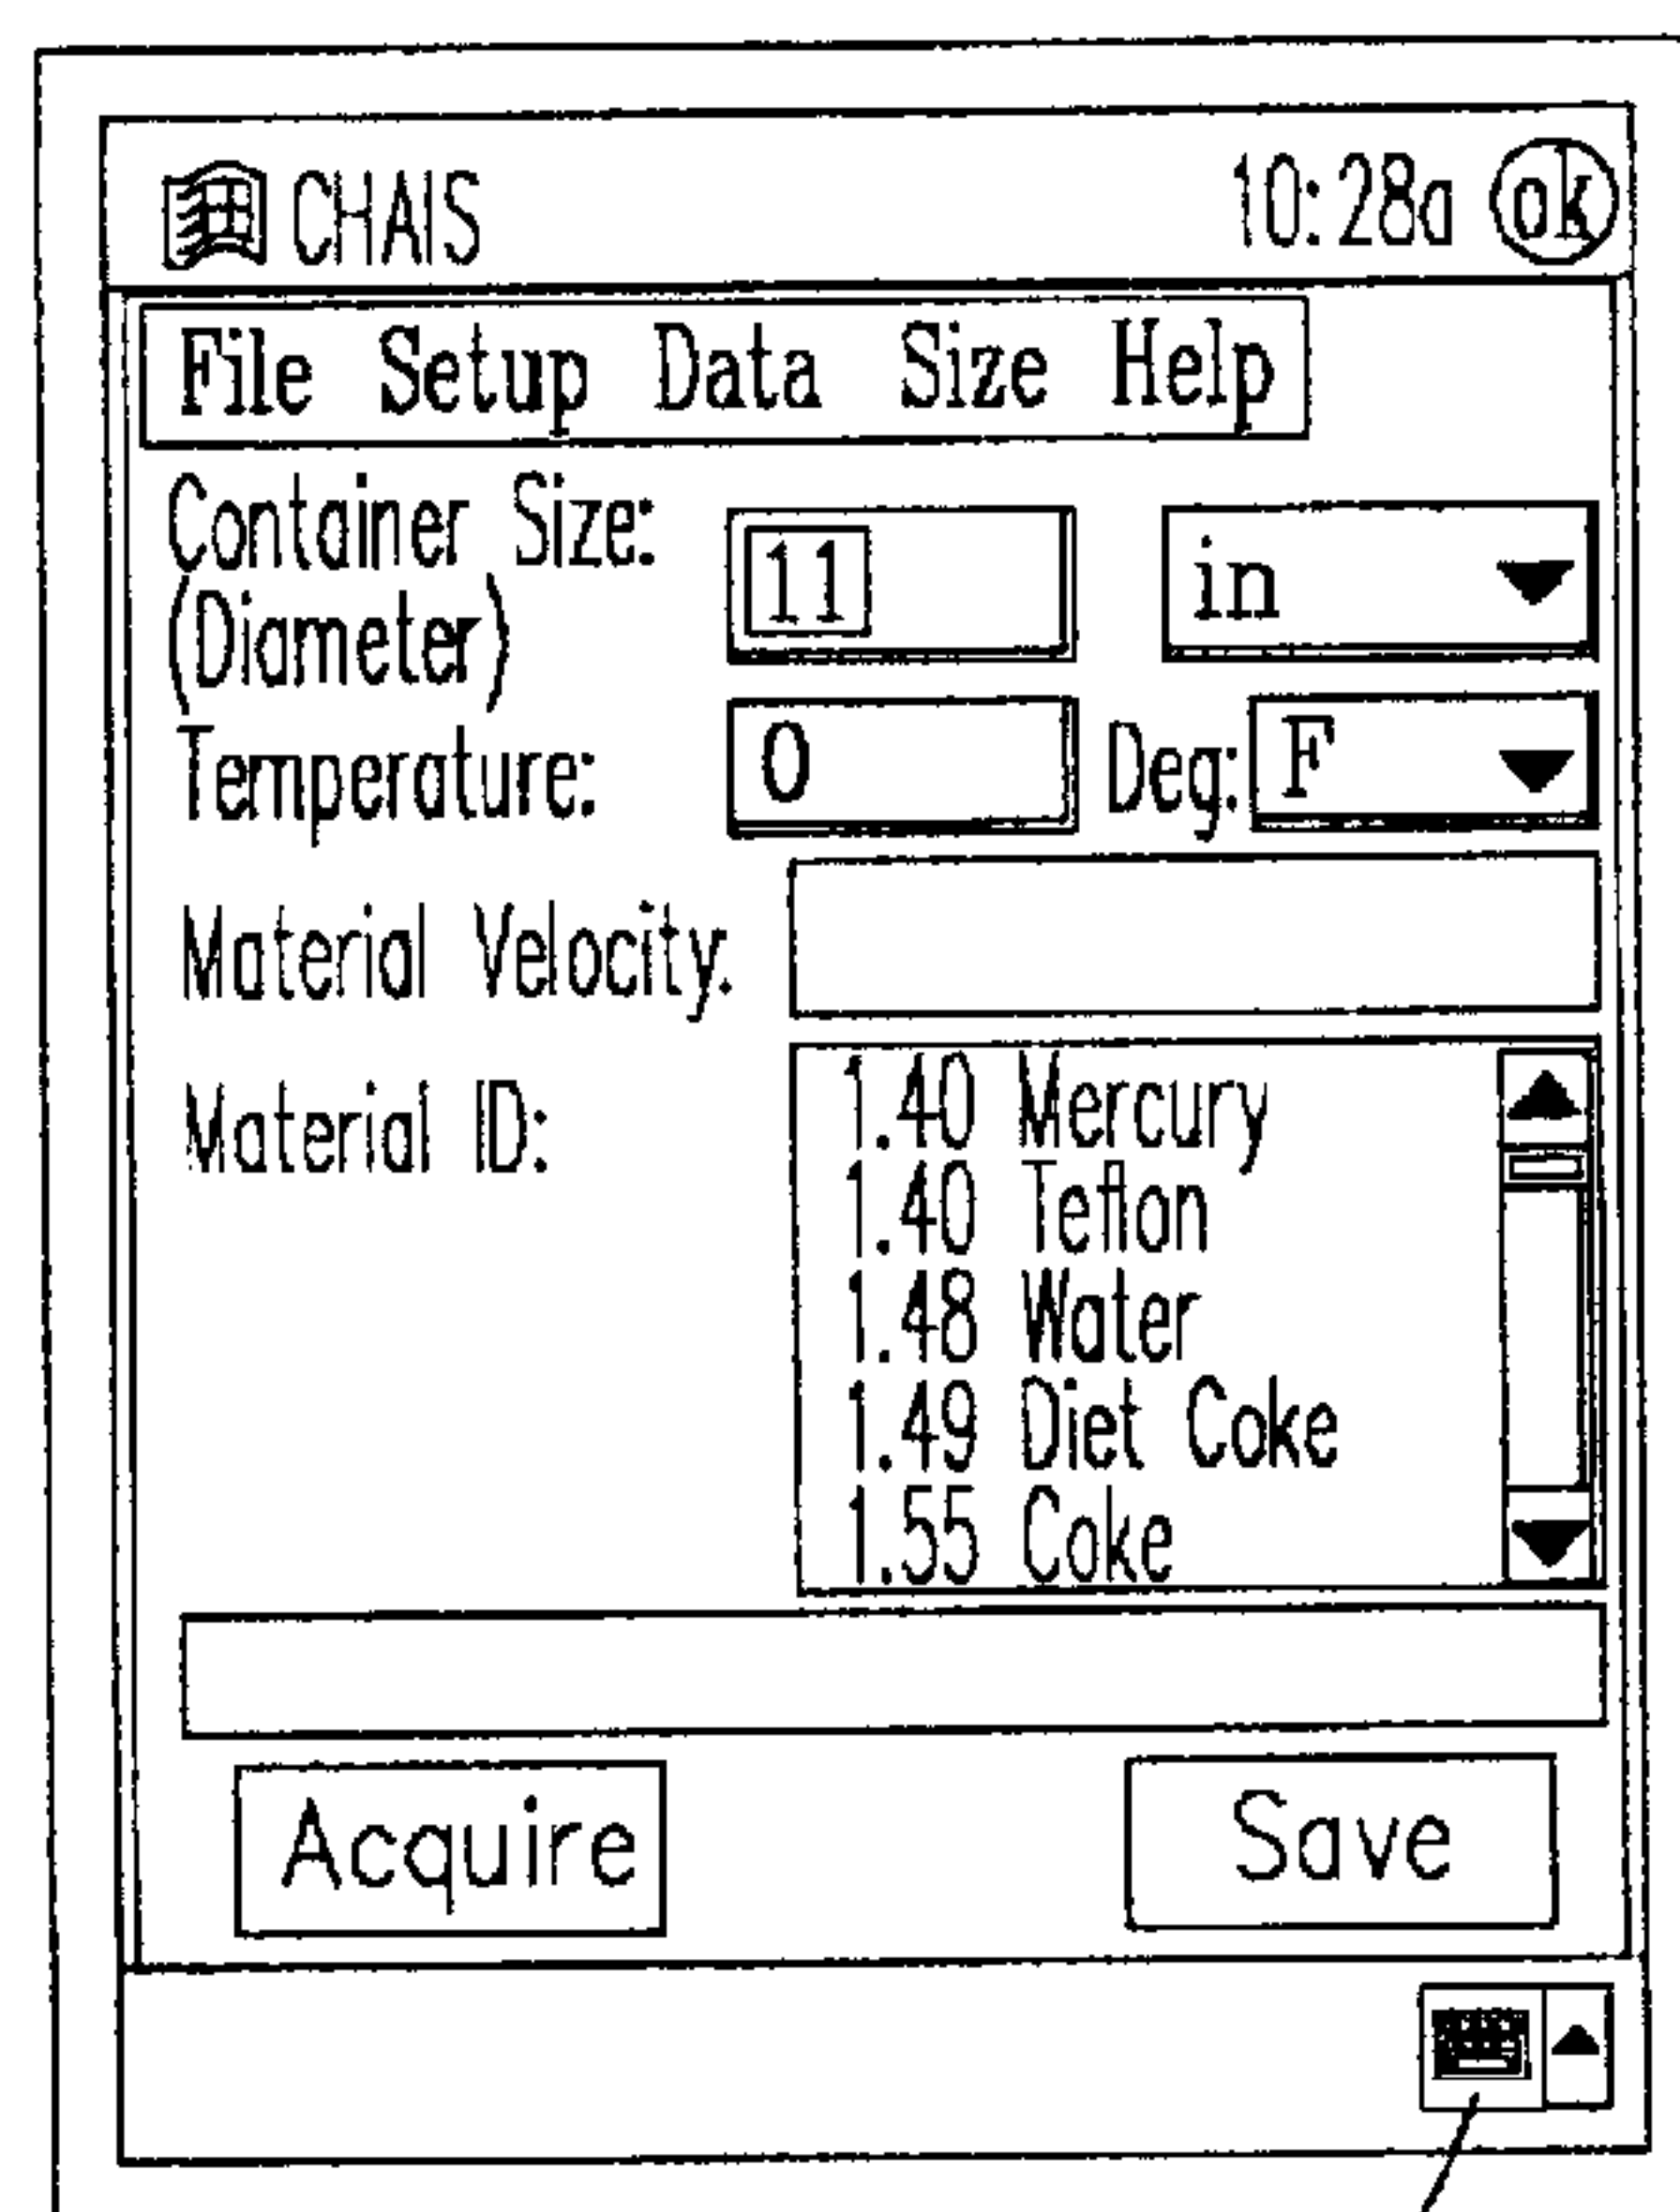 CHAIS 10:28a ok
File Setup Data Size Help
Container Size: 11 in
(Diameter)
Temperature: 0 Deg: F
Material Velocity:
Material ID: 1.40 Mercury
1.40 Teflon
1.48 Water
1.49 Diet Coke
1.55 Coke
Acquire Save